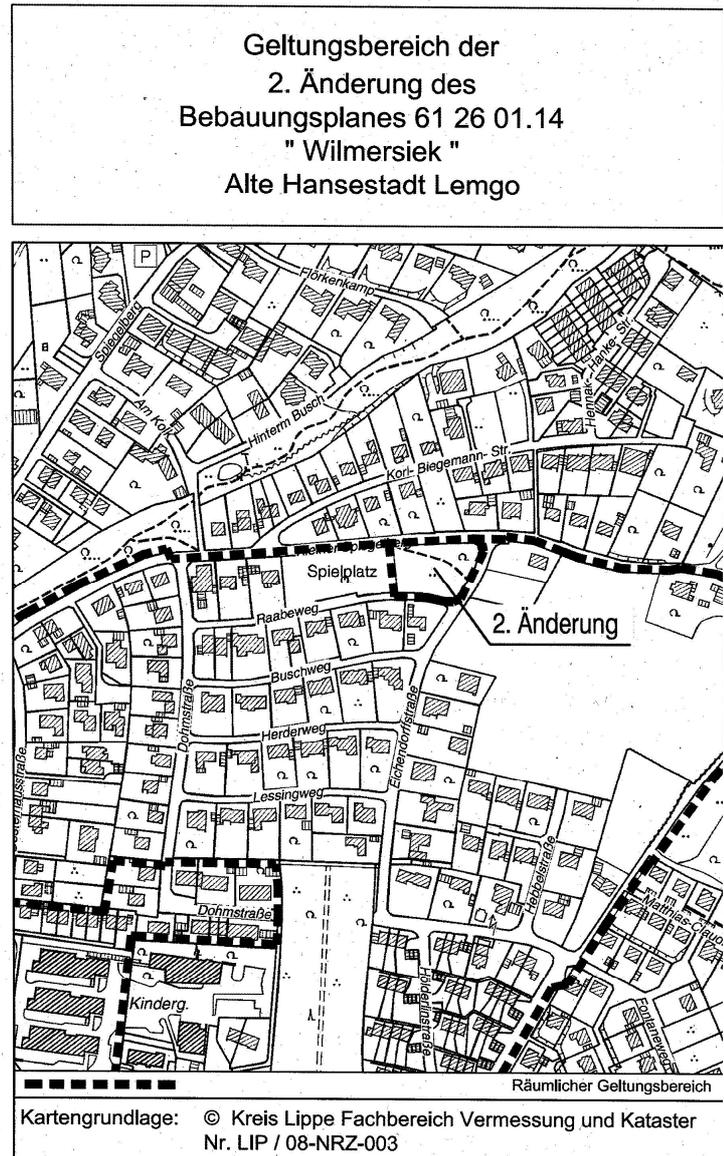 Geltungsbereich der
2. Änderung des
Bebauungsplanes 61 26 01.14
" Wilmersiek "
Alte Hansestadt Lemgo
P
Flörkenkamp
Spiegelberg
Am
Hinterm Busch
Hennak-Hanke-Str.
Korl-Biegemann-Str.
Spielplatz
2. Änderung
Raabeweg
Buschweg
Dohmstraße
Herderweg
Eichendorffstraße
Lessingweg
Hebbelstraße
Dohmstraße
Kinderg.
Hölderlinstraße
Fontaneweg
Räumlicher Geltungsbereich
Kartengrundlage: © Kreis Lippe Fachbereich Vermessung und Kataster
Nr. LIP / 08-NRZ-003